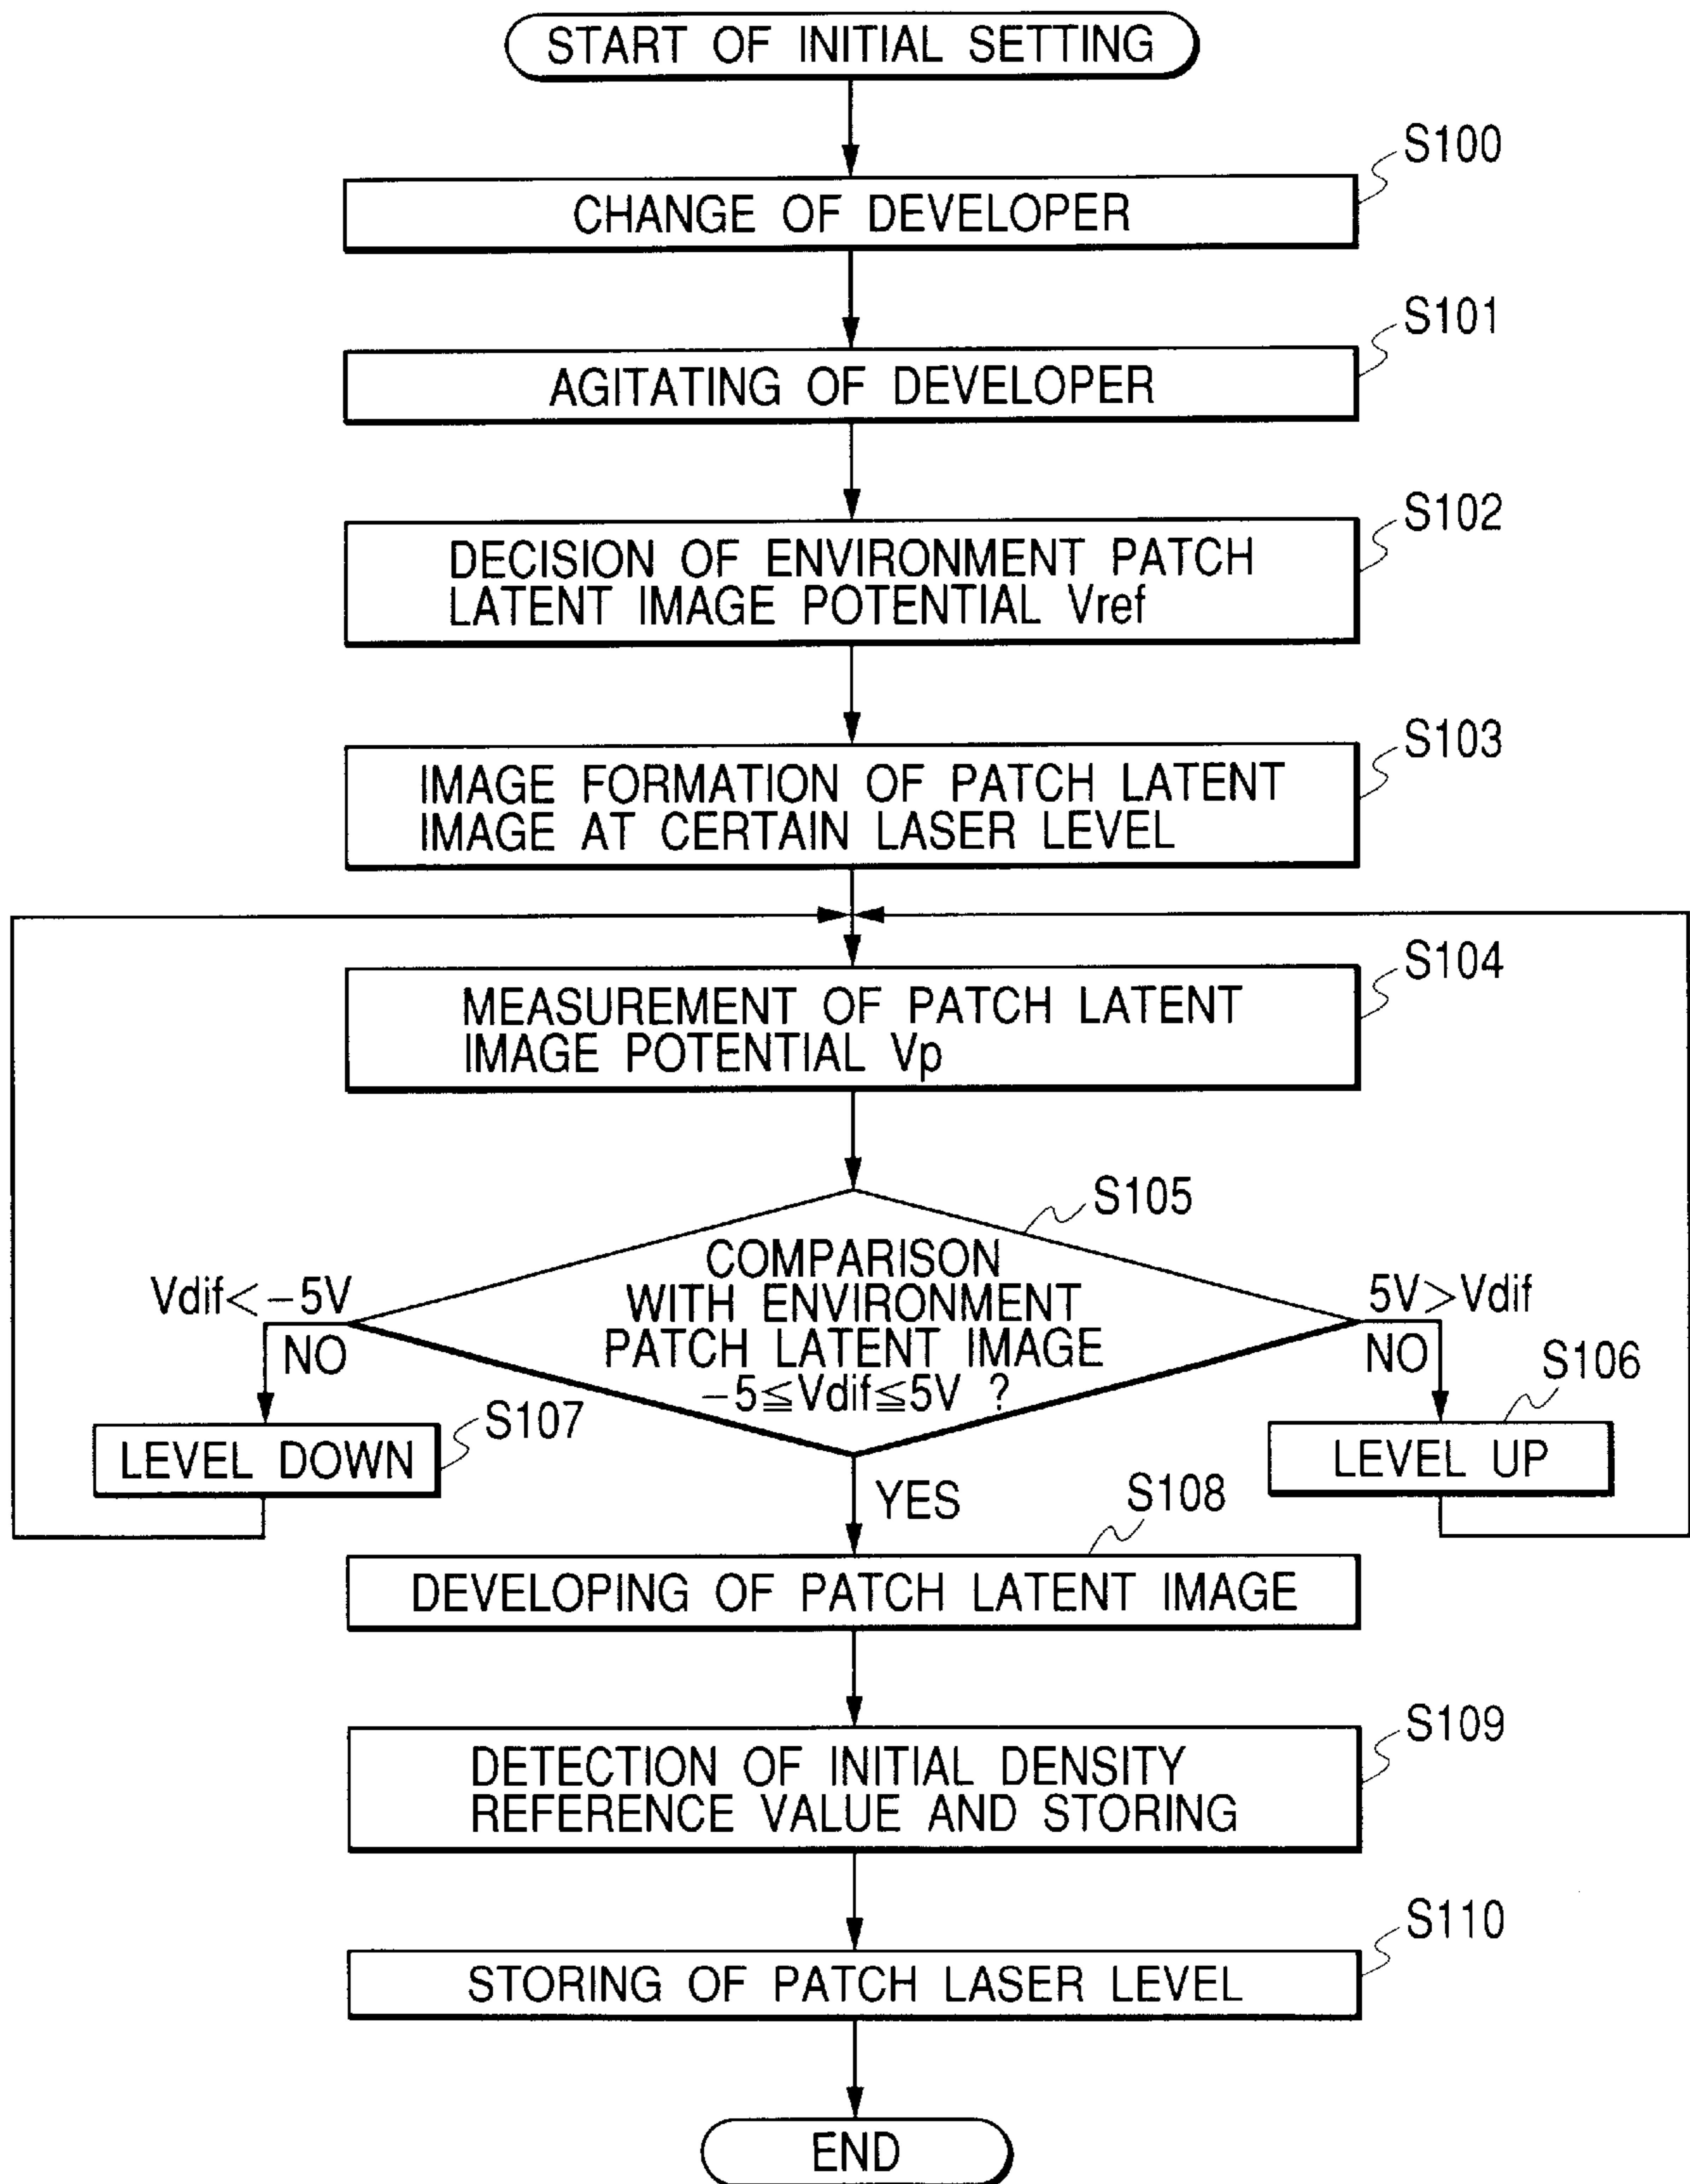 START OF INITIAL SETTING
S100
CHANGE OF DEVELOPER
S101
AGITATING OF DEVELOPER
S102
DECISION OF ENVIRONMENT PATCH
LATENT IMAGE POTENTIAL Vref
S103
IMAGE FORMATION OF PATCH LATENT
IMAGE AT CERTAIN LASER LEVEL
S104
MEASUREMENT OF PATCH LATENT
IMAGE POTENTIAL Vp
S105
COMPARISON
WITH ENVIRONMENT
PATCH LATENT IMAGE
−5≦Vdif≦5V ?
Vdif<−5V
NO
5V>Vdif
NO
S106
LEVEL UP
S107
LEVEL DOWN
YES
S108
DEVELOPING OF PATCH LATENT IMAGE
S109
DETECTION OF INITIAL DENSITY
REFERENCE VALUE AND STORING
S110
STORING OF PATCH LASER LEVEL
END